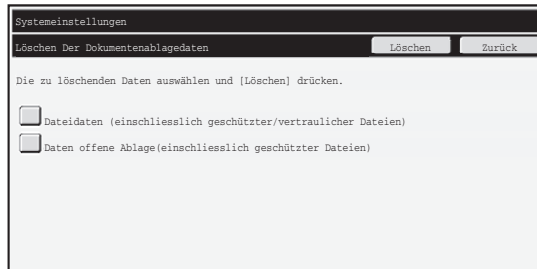 Systemeinstellungen
Löschen Der Dokumentenablagedaten Löschen Zurück
Die zu löschenden Daten auswählen und [Löschen] drücken.
Dateidaten (einschliesslich geschützter/vertraulicher Dateien)
Daten offene Ablage(einschliesslich geschützter Dateien)